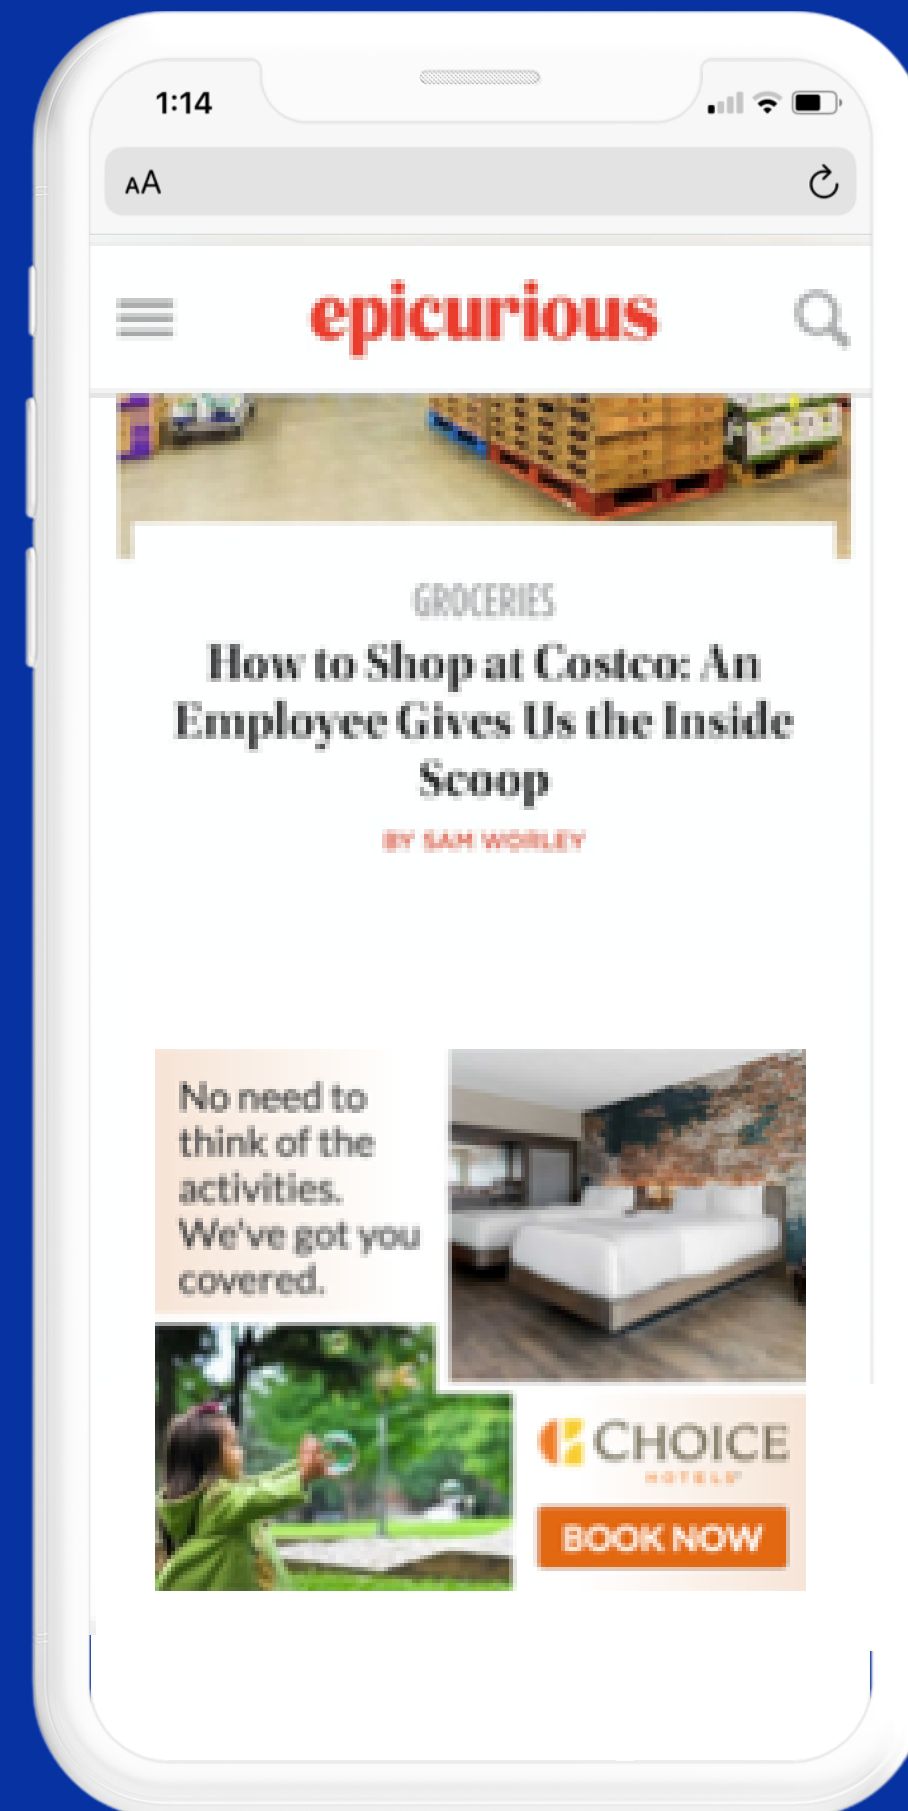 1:14
AA
epicurious
GROCERIES
How to Shop at Costco: An
Employee Gives Us the Inside
Scoop
BY SAM WORLEY
No need to
think of the
activities.
We've got you
covered.
CHOICE
HOTELS
BOOK NOW